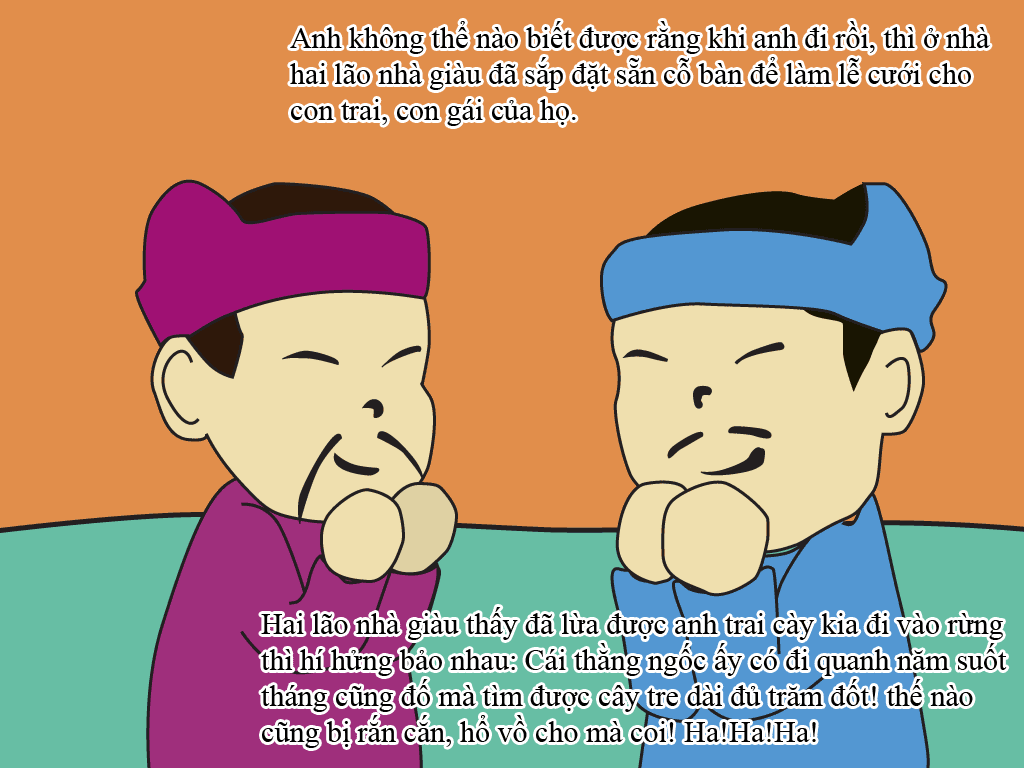 Anh không thể nào biết được rằng khi anh đi rồi, thì ở nhà
hai lão nhà giàu đã sắp đặt sẵn cỗ bàn để làm lễ cưới cho
con trai, con gái của họ.
Hai lão nhà giàu thấy đã lừa được anh trai cày kia đi vào rừng
thì hí hửng bảo nhau: Cái thằng ngốc ấy có đi quanh năm suốt
tháng cũng đố mà tìm được cây tre dài đủ trăm đốt! thế nào
cũng bị rắn cắn, hổ vồ cho mà coi! Ha!Ha!Ha!